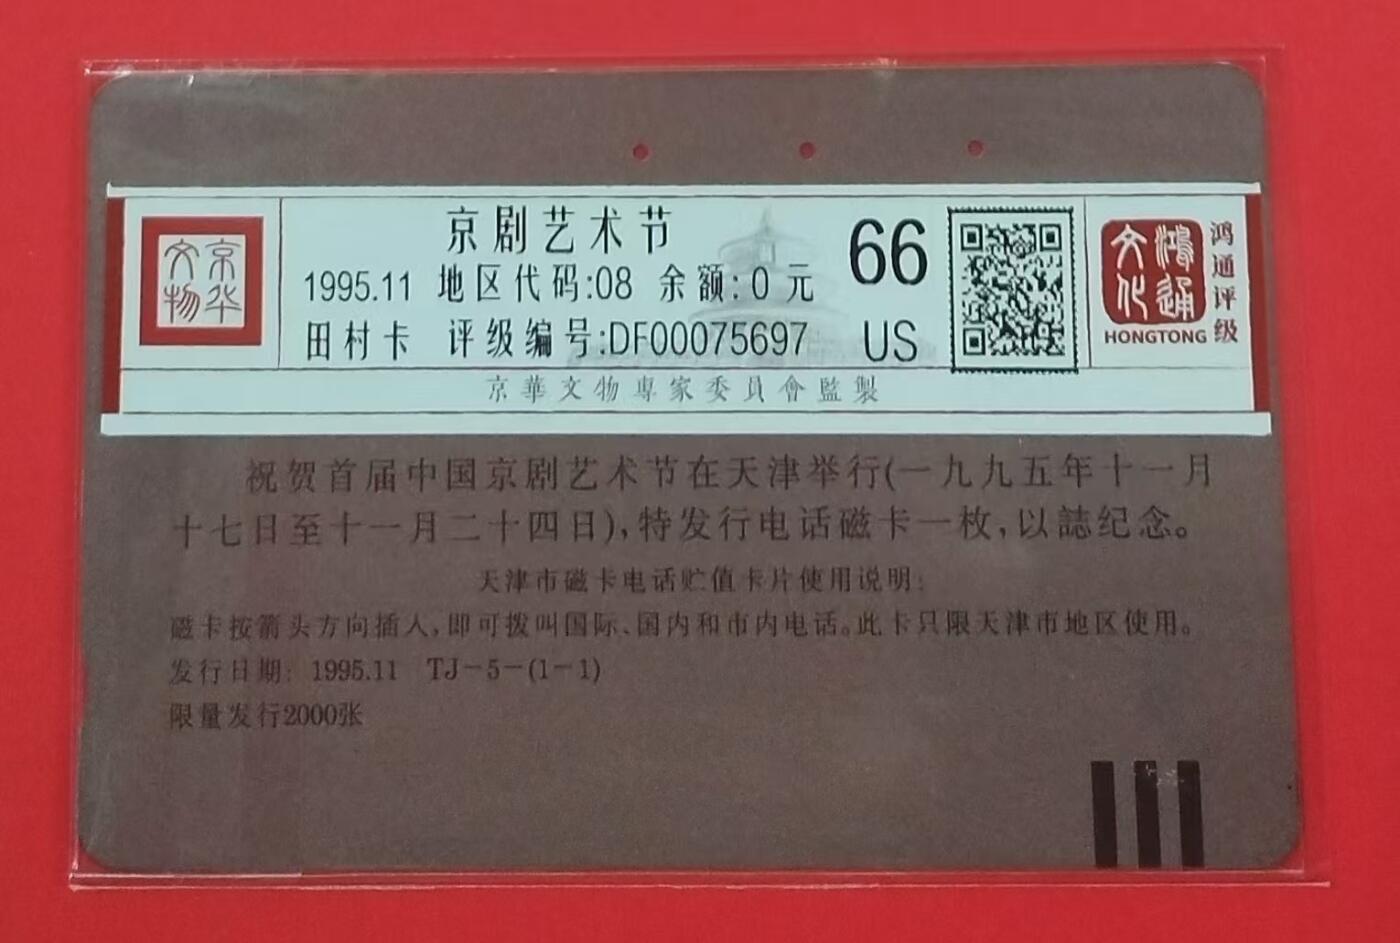 京华
文物
京剧艺术节
1995.11 地区代码:08 余额:0 元
田村卡 评级编号:DF00075697
66
US
鸿通
文化
HONGTONG
鸿通评级
京華文物專家委員會監製
祝贺首届中国京剧艺术节在天津举行(一九九五年十一月
十七日至十一月二十四日),特发行电话磁卡一枚,以誌纪念。
天津市磁卡电话贮值卡片使用说明:
磁卡按箭头方向插人,即可拨叫国际、国内和市内电话。此卡只限天津市地区使用。
发行日期: 1995.11 TJ-5-(1-1)
限量发行2000张